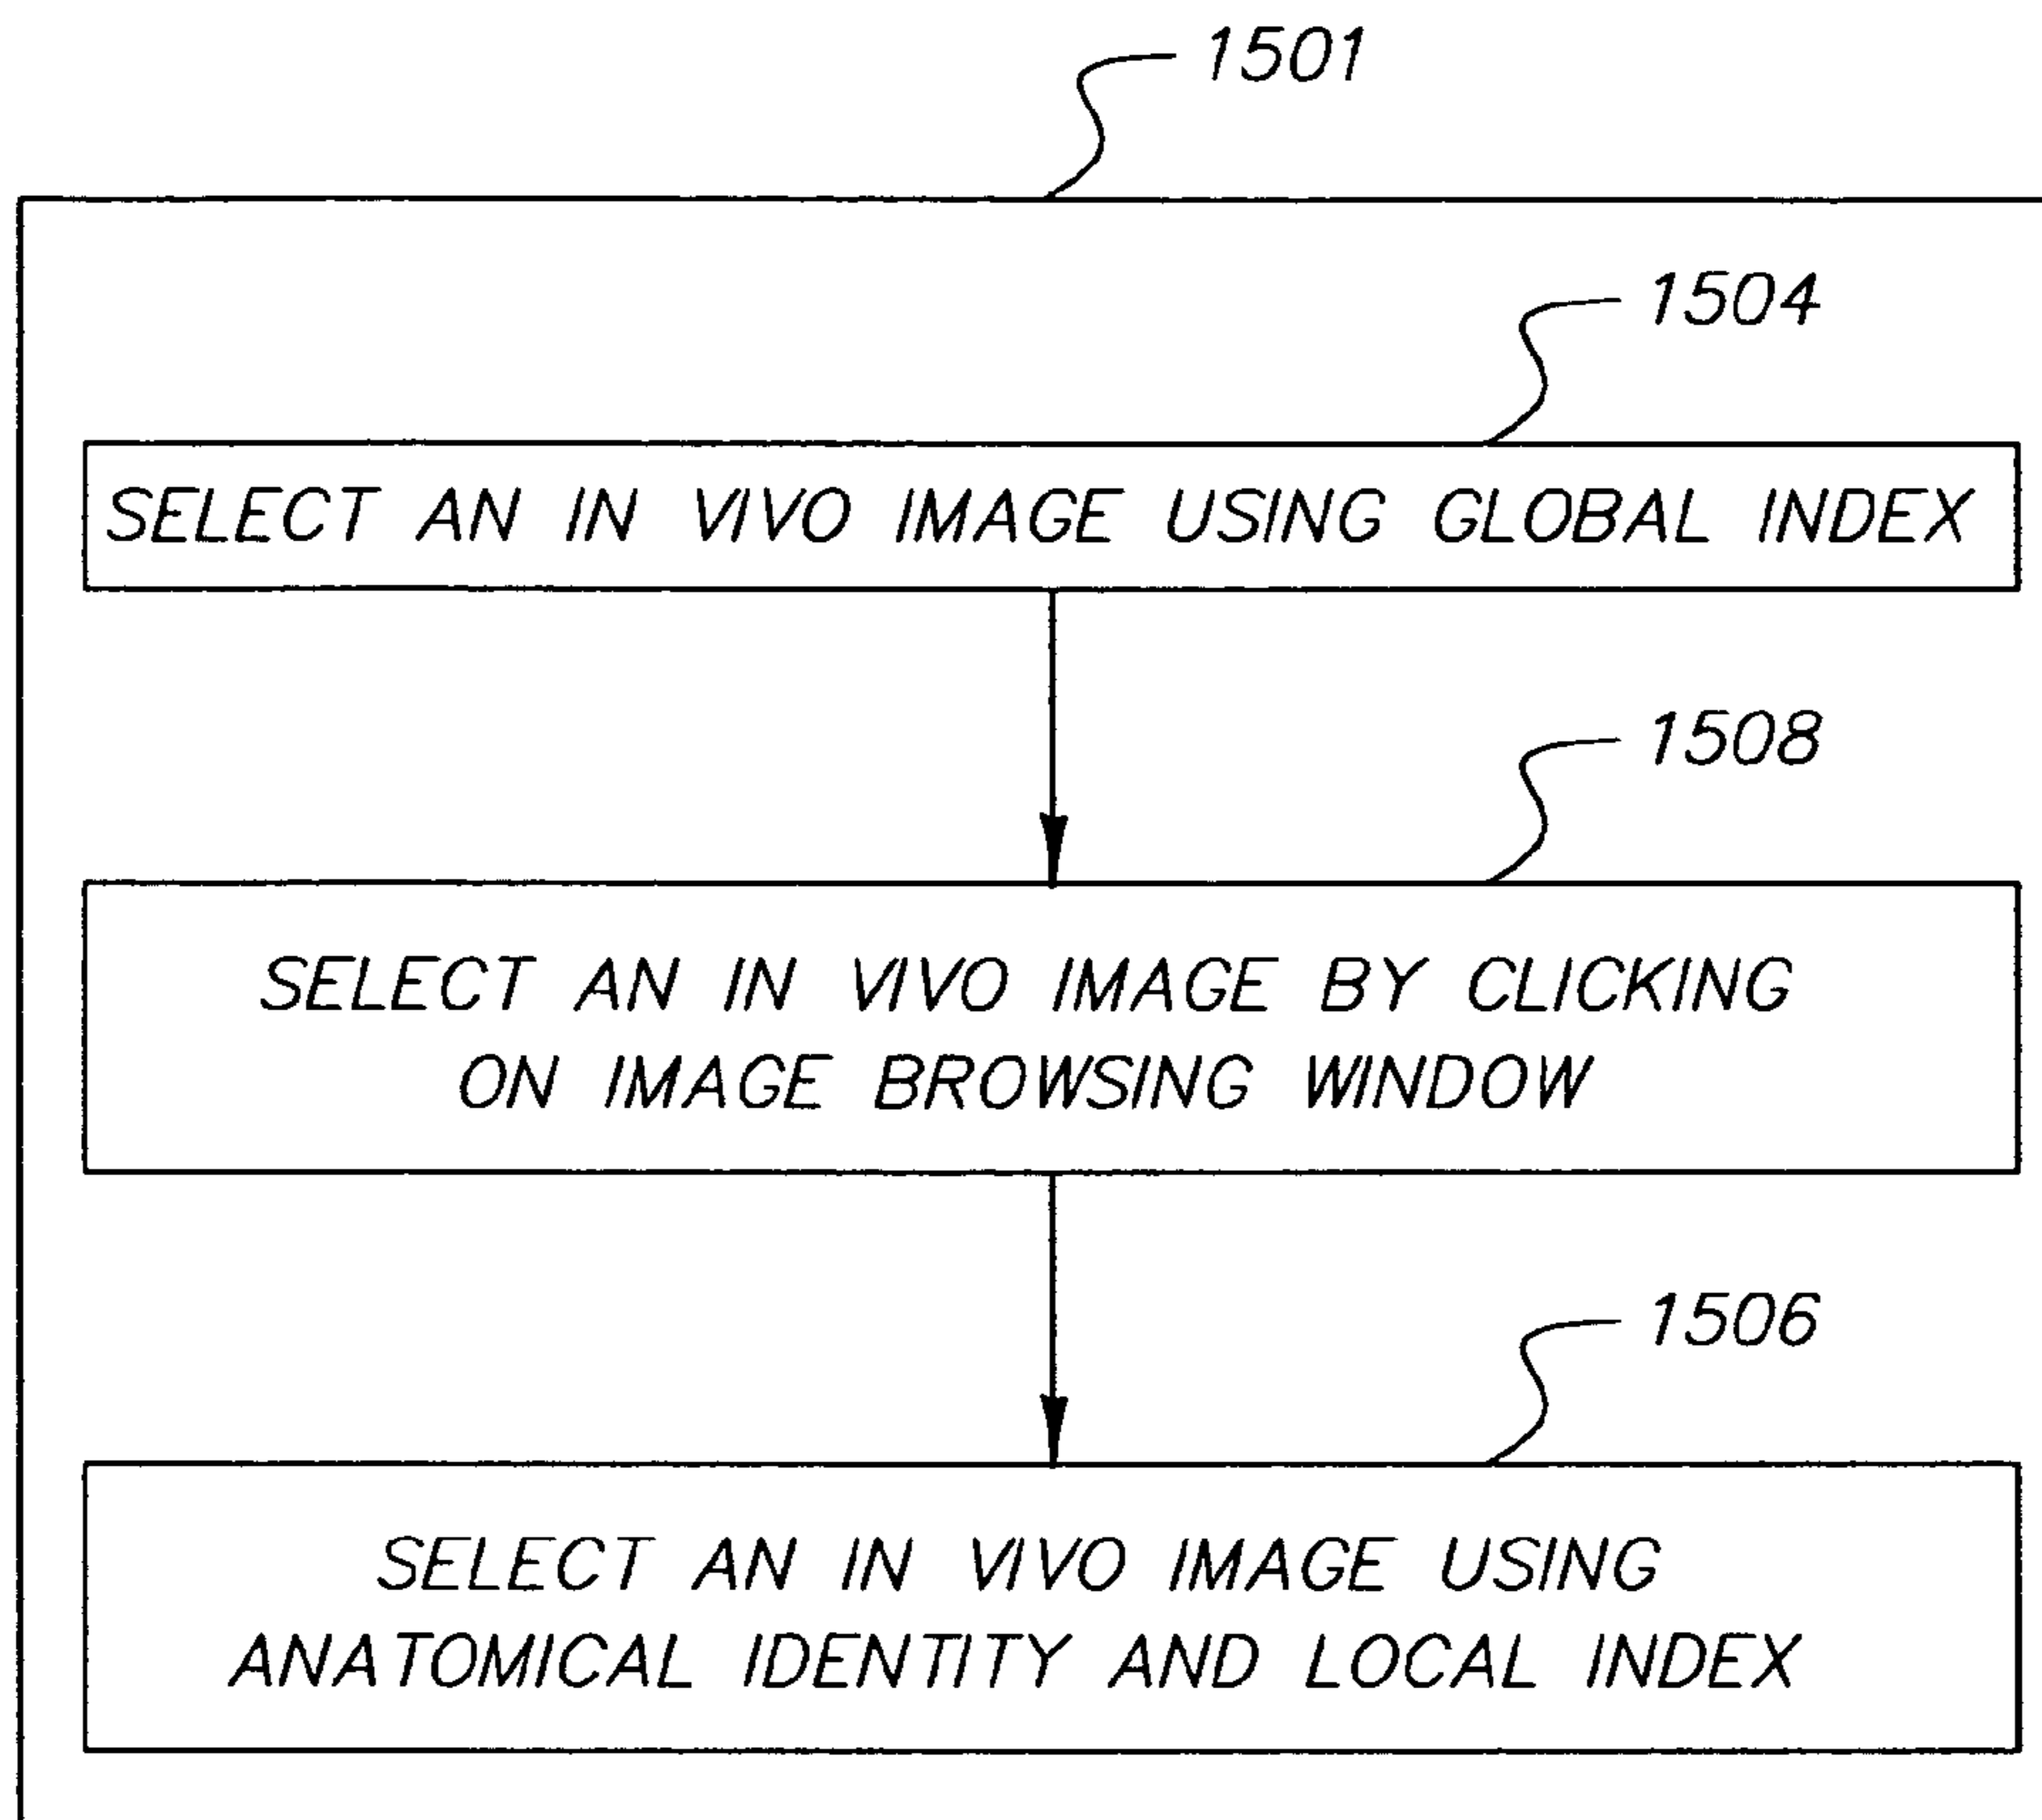 1501
1504
SELECT AN IN VIVO IMAGE USING GLOBAL INDEX
1508
SELECT AN IN VIVO IMAGE BY CLICKING
ON IMAGE BROWSING WINDOW
1506
SELECT AN IN VIVO IMAGE USING
ANATOMICAL IDENTITY AND LOCAL INDEX